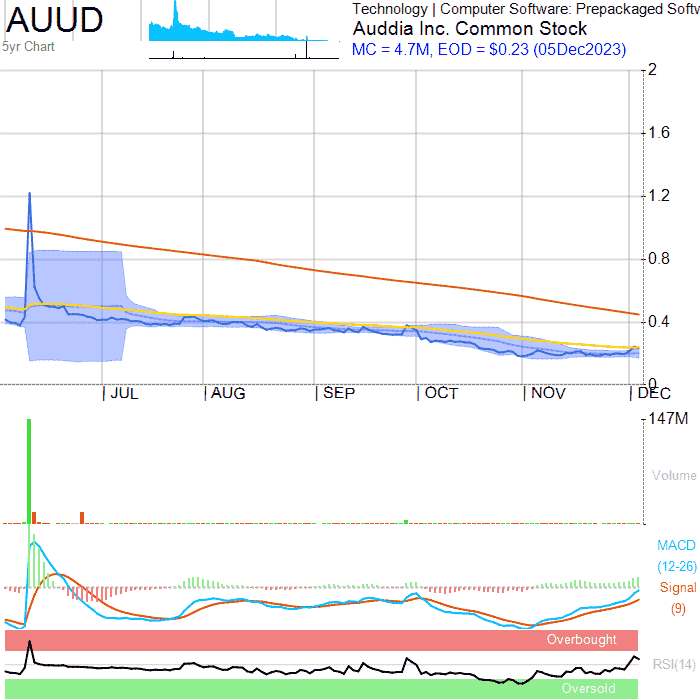 AUUD
5yr Chart
Technology | Computer Software: Prepackaged Softw
Auddia Inc. Common Stock
MC = 4.7M, EOD = $0.23 (05Dec2023)
2
1.6
1.2
0.8
0.4
0
| JUL | AUG | SEP | OCT | NOV | DEC
147M
Volume
MACD
(12-26)
Signal
(9)
Overbought
RSI(14)
Oversold